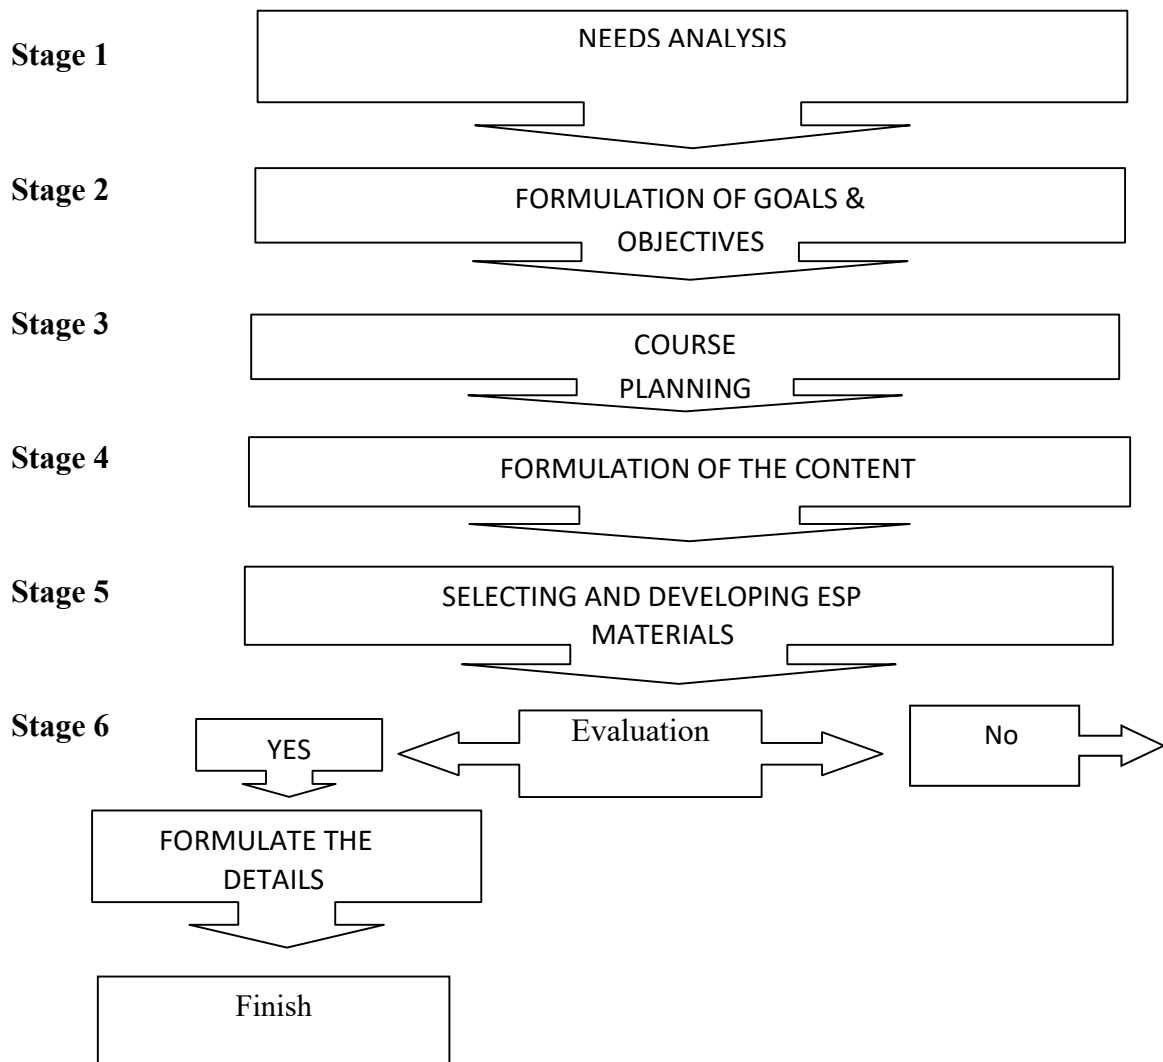 Stage 1
NEEDS ANALYSIS
Stage 2
FORMULATION OF GOALS &
OBJECTIVES
Stage 3
COURSE
PLANNING
Stage 4
FORMULATION OF THE CONTENT
Stage 5
SELECTING AND DEVELOPING ESP
MATERIALS
Stage 6
YES
Evaluation
No
FORMULATE THE
DETAILS
Finish